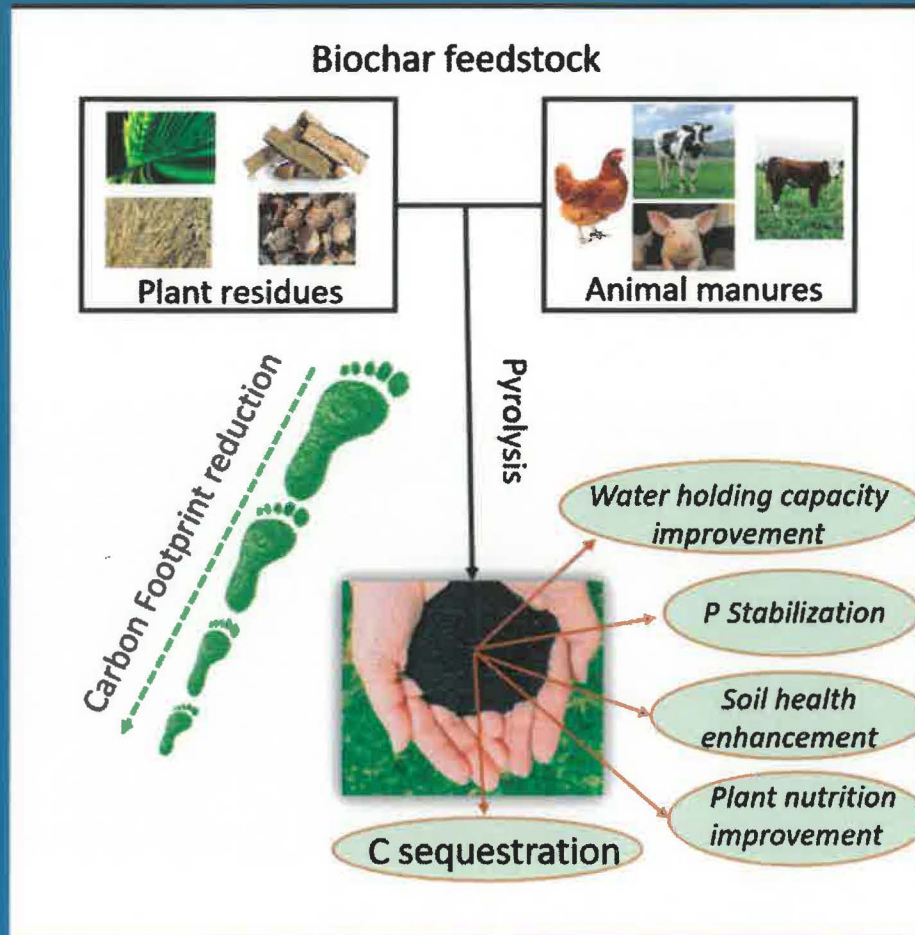 Biochar feedstock
Plant residues
Animal manures
Pyrolysis
Carbon Footprint reduction
Water holding capacity
improvement
P Stabilization
Soil health
enhancement
Plant nutrition
improvement
C sequestration